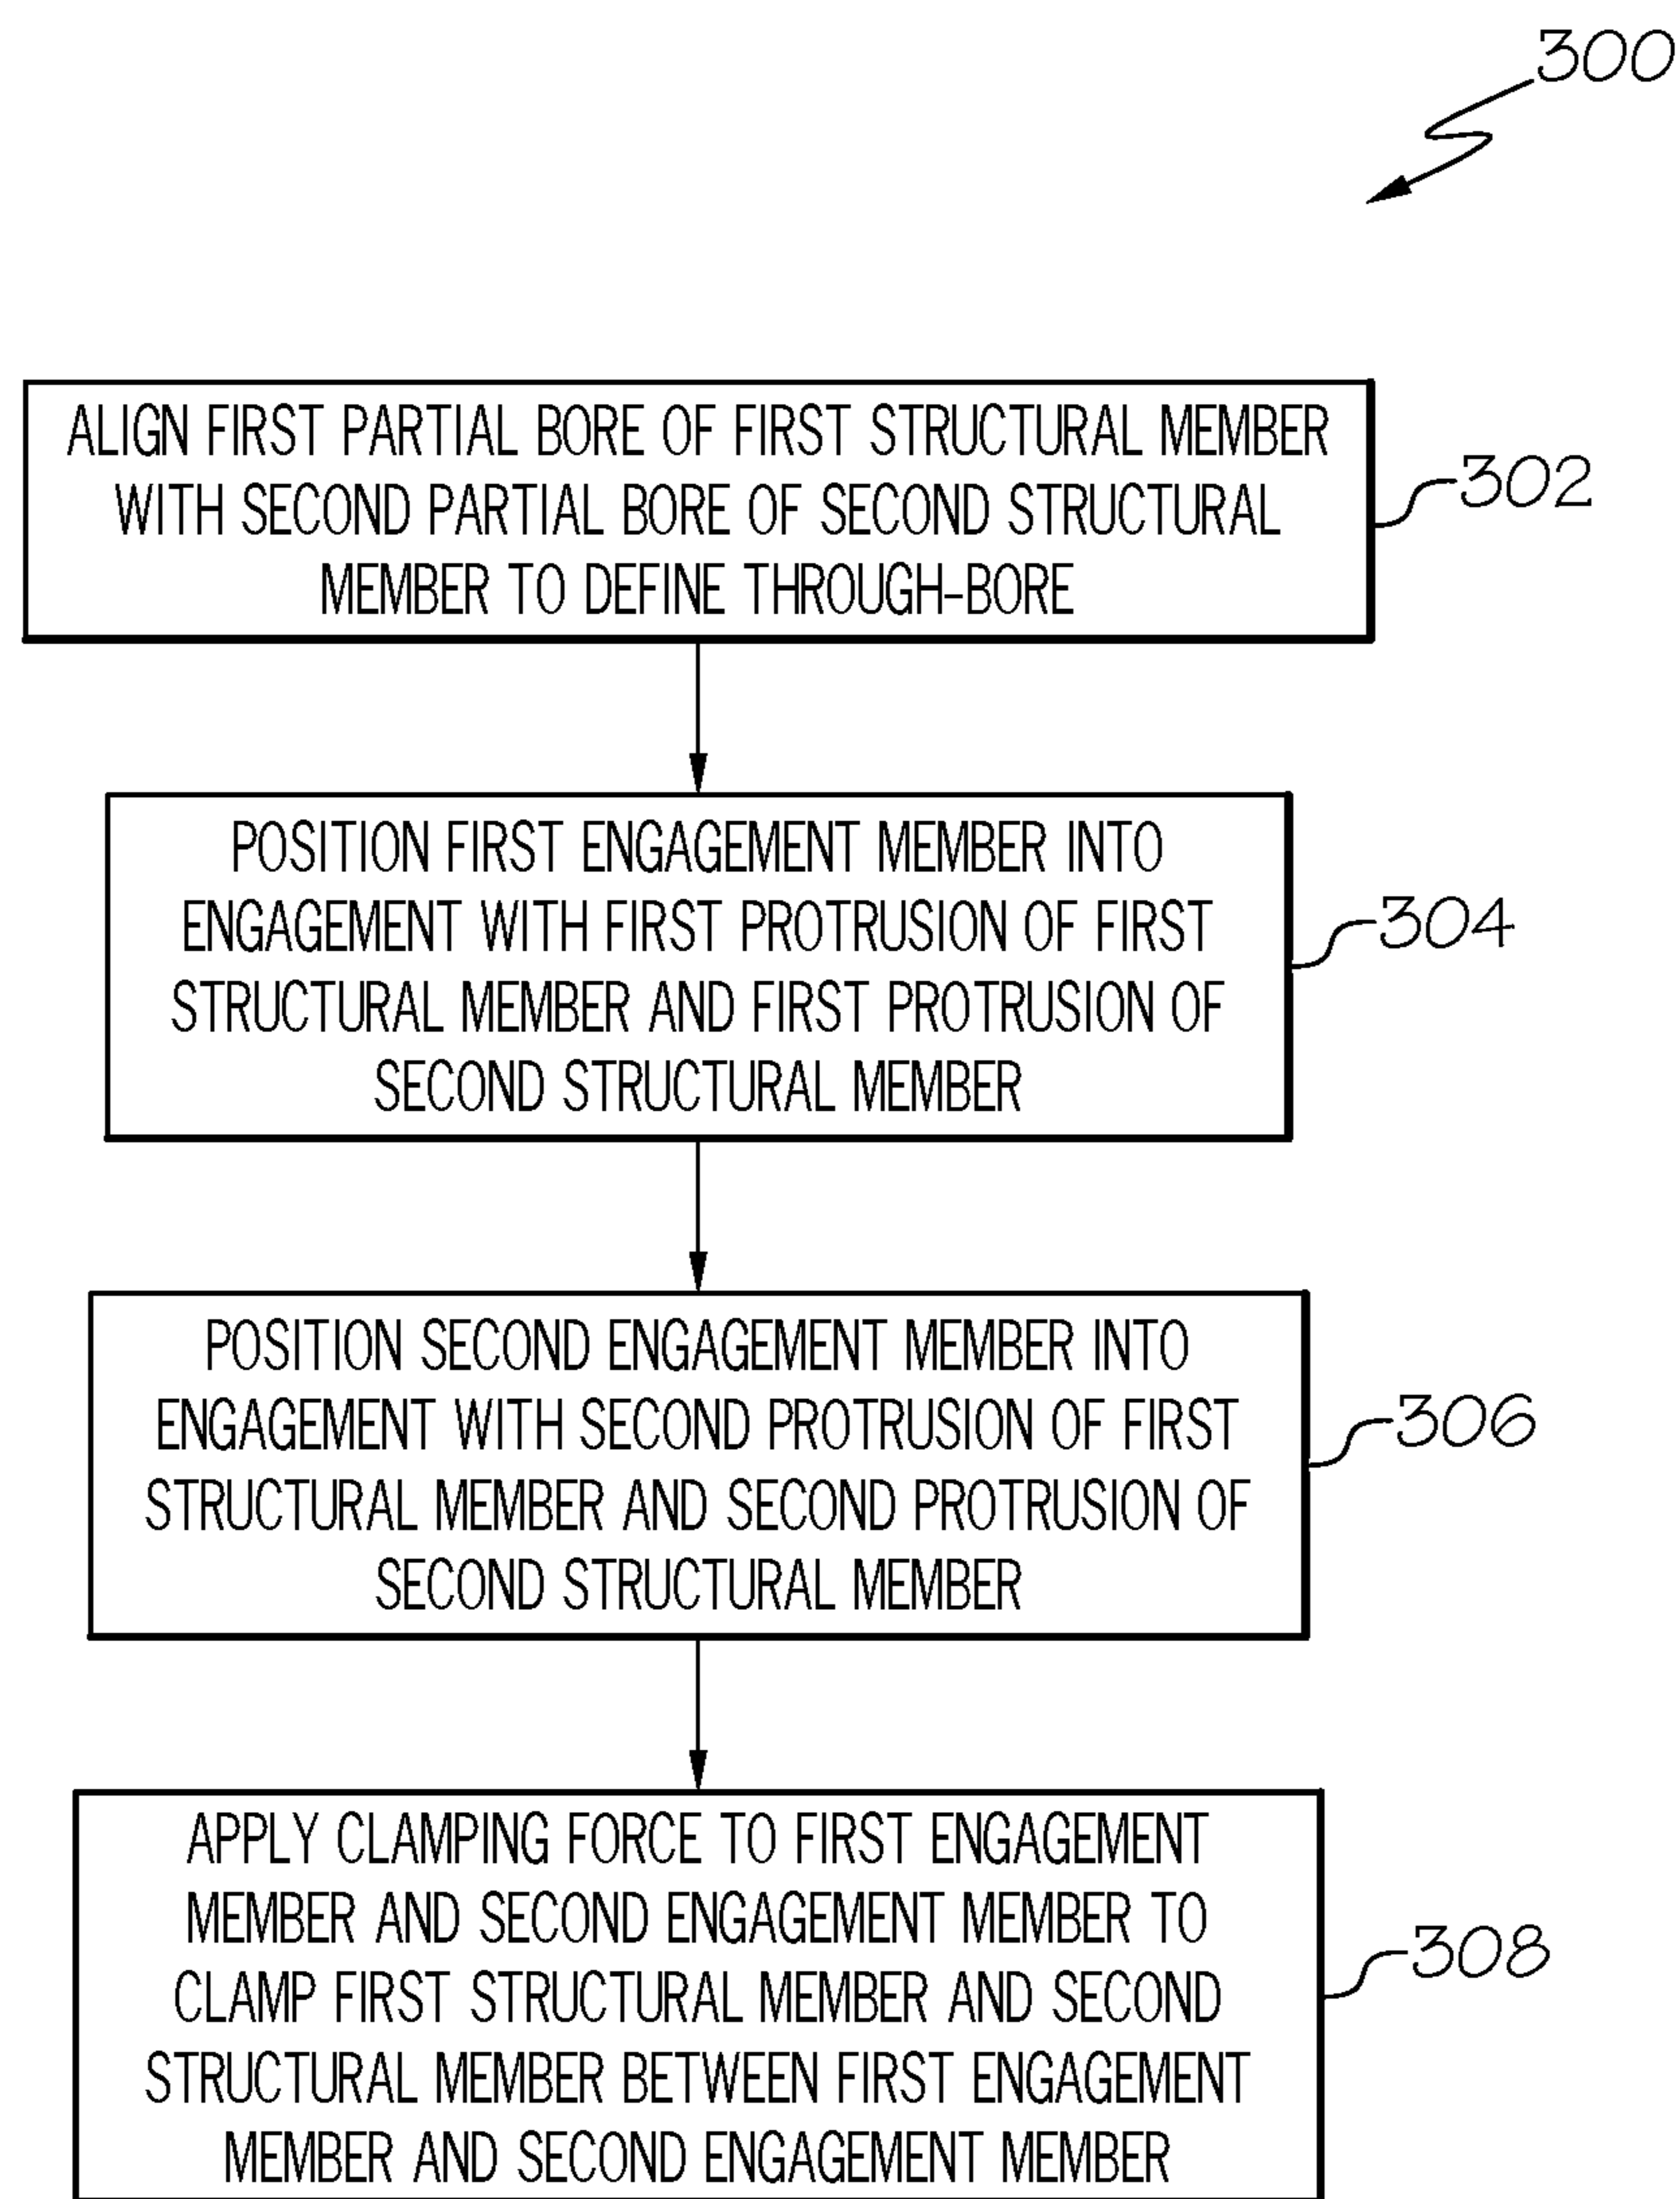 300
ALIGN FIRST PARTIAL BORE OF FIRST STRUCTURAL MEMBER
WITH SECOND PARTIAL BORE OF SECOND STRUCTURAL
MEMBER TO DEFINE THROUGH-BORE
302
POSITION FIRST ENGAGEMENT MEMBER INTO
ENGAGEMENT WITH FIRST PROTRUSION OF FIRST
STRUCTURAL MEMBER AND FIRST PROTRUSION OF
SECOND STRUCTURAL MEMBER
304
POSITION SECOND ENGAGEMENT MEMBER INTO
ENGAGEMENT WITH SECOND PROTRUSION OF FIRST
STRUCTURAL MEMBER AND SECOND PROTRUSION OF
SECOND STRUCTURAL MEMBER
306
APPLY CLAMPING FORCE TO FIRST ENGAGEMENT
MEMBER AND SECOND ENGAGEMENT MEMBER TO
CLAMP FIRST STRUCTURAL MEMBER AND SECOND
STRUCTURAL MEMBER BETWEEN FIRST ENGAGEMENT
MEMBER AND SECOND ENGAGEMENT MEMBER
308